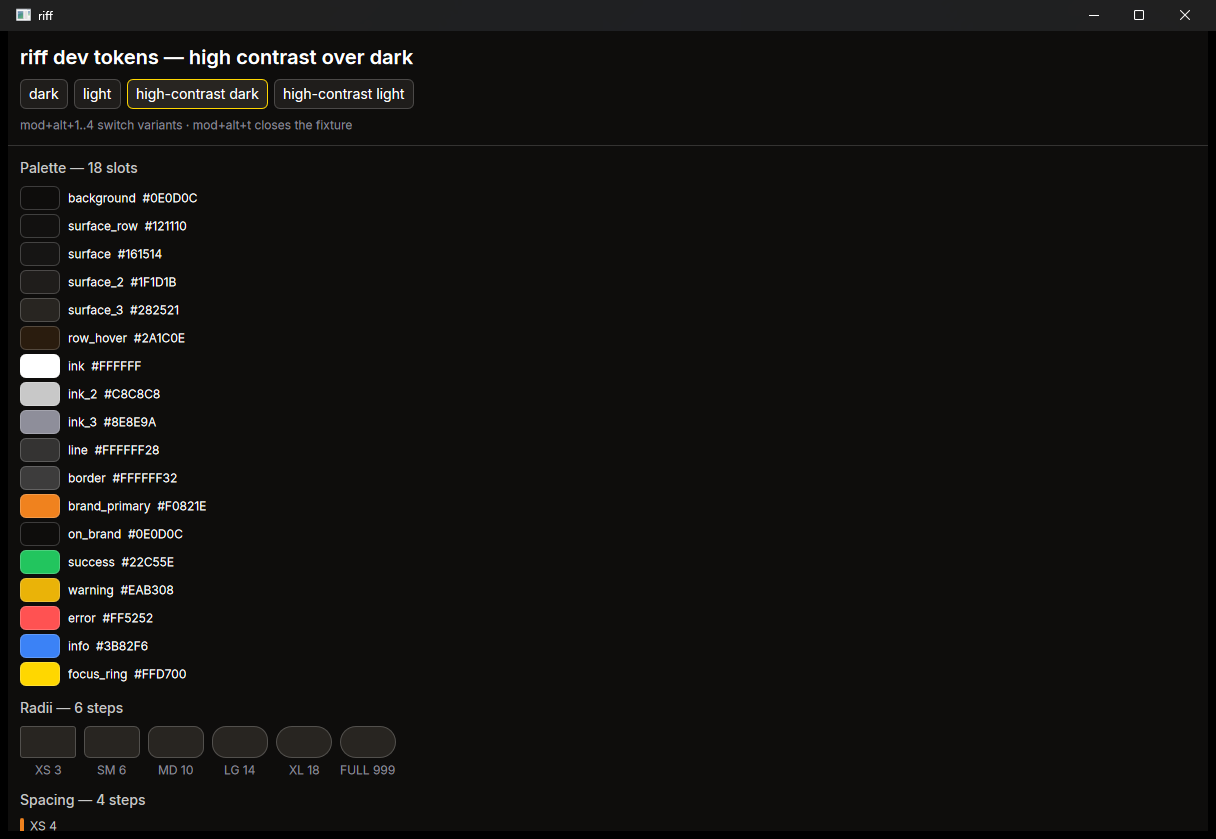 riff
riff dev tokens — high contrast over dark
dark light high-contrast dark high-contrast light
mod+alt+1..4 switch variants · mod+alt+t closes the fixture
Palette — 18 slots
background #0E0D0C
surface_row #121110
surface #161514
surface_2 #1F1D1B
surface_3 #282521
row_hover #2A1C0E
ink #FFFFFF
ink_2 #C8C8C8
ink_3 #8E8E9A
line #FFFFFF28
border #FFFFFF32
brand_primary #F0821E
on_brand #0E0D0C
success #22C55E
warning #EAB308
error #FF5252
info #3B82F6
focus_ring #FFD700
Radii — 6 steps
XS 3 SM 6 MD 10 LG 14 XL 18 FULL 999
Spacing — 4 steps
XS 4